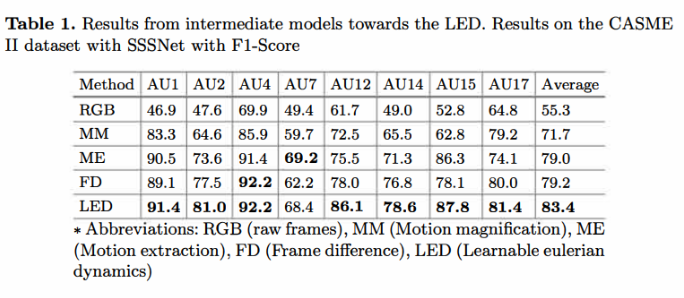 Table 1. Results from intermediate models towards the LED. Results on the CASME
II dataset with SSSNet with F1-Score
Method AU1 AU2 AU4 AU7 AU12 AU14 AU15 AU17 Average
RGB 46.9 47.6 69.9 49.4 61.7 49.0 52.8 64.8 55.3
MM 83.3 64.6 85.9 59.7 72.5 65.5 62.8 79.2 71.7
ME 90.5 73.6 91.4 69.2 75.5 71.3 86.3 74.1 79.0
FD 89.1 77.5 92.2 62.2 78.0 76.8 78.1 80.0 79.2
LED 91.4 81.0 92.2 68.4 86.1 78.6 87.8 81.4 83.4
* Abbreviations: RGB (raw frames), MM (Motion magnification), ME
(Motion extraction), FD (Frame difference), LED (Learnable eulerian
dynamics)